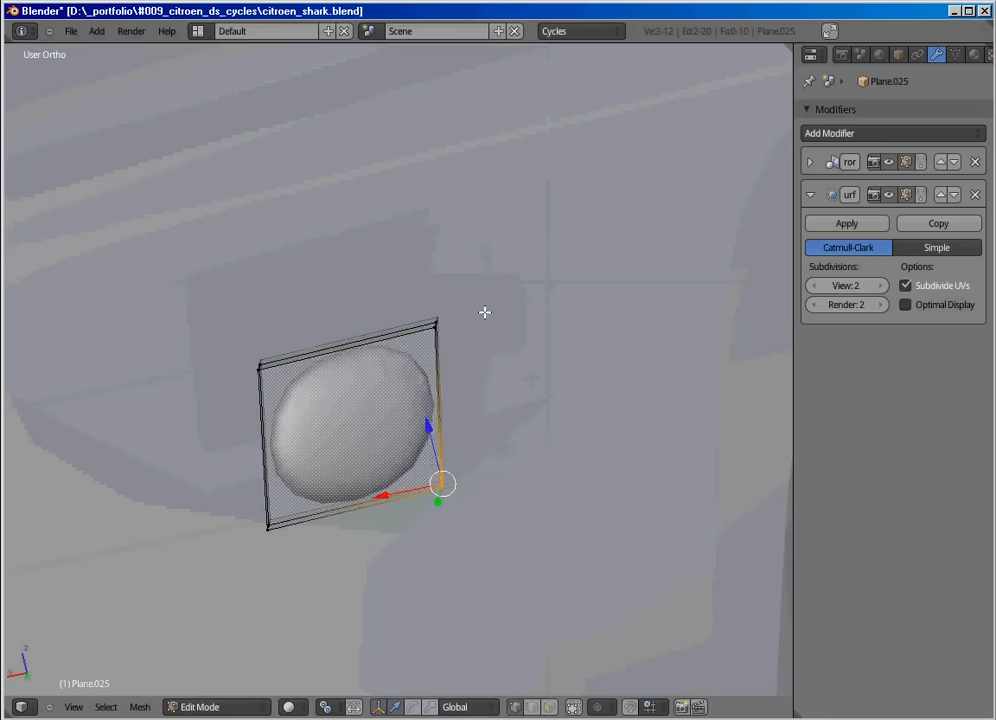 Blender* [D:\_portfolio\#009_citroen_ds_cycles\citroen_shark.blend]
File Add Render Help Default Scene Cycles Ve:3-12 | Ed:2-20 | Fa:0-10 | Plane.025
User Ortho
Plane.025
Modifiers
Add Modifier
ror
urf
Apply Copy
Catmull-Clark Simple
Subdivisions: Options:
View: 2 Subdivide UVs
Render: 2 Optimal Display
z
(1) Plane.025
View Select Mesh Edit Mode Global